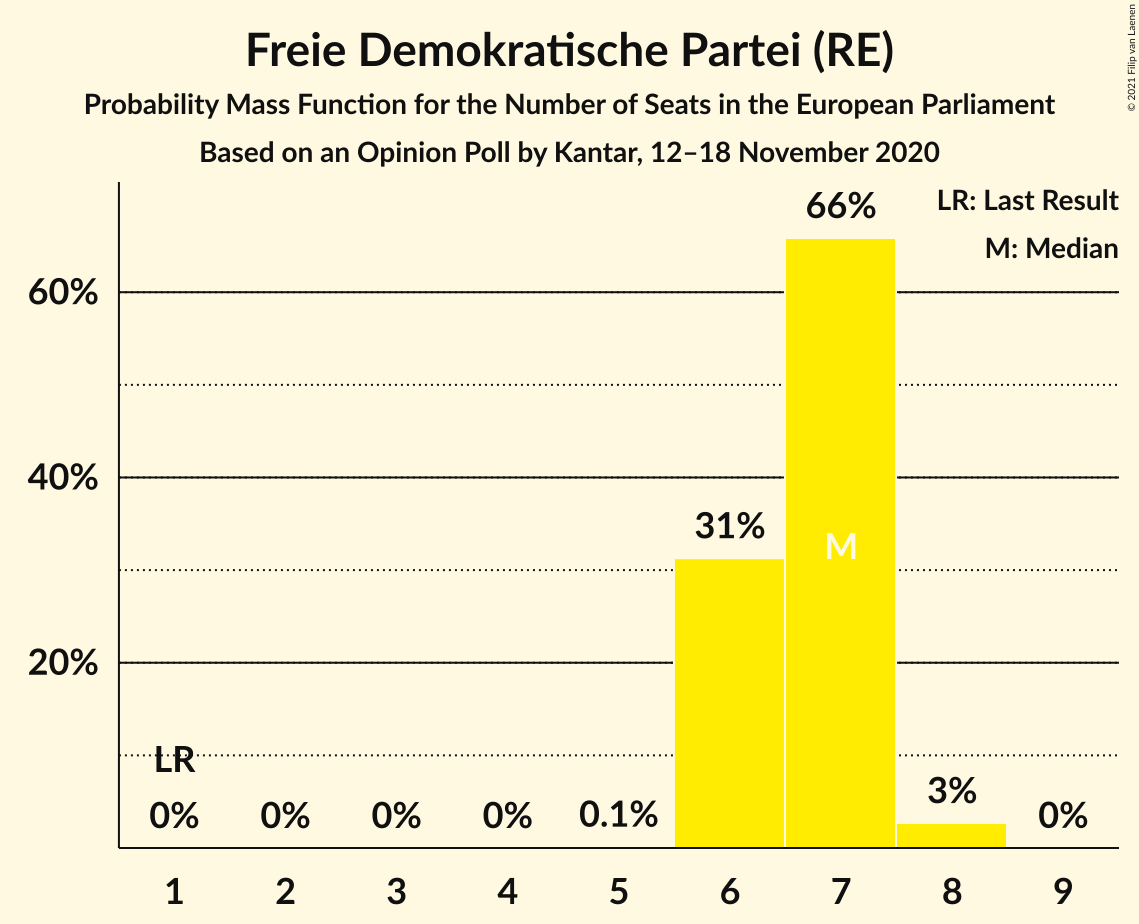 Freie Demokratische Partei (RE)
Probability Mass Function for the Number of Seats in the European Parliament
Based on an Opinion Poll by Kantar, 12–18 November 2020
© 2021 Filip van Laenen
LR: Last Result
M: Median
66%
60%
40%
31%
M
20%
LR
3%
0% 0% 0% 0% 0.1% 0%
1 2 3 4 5 6 7 8 9